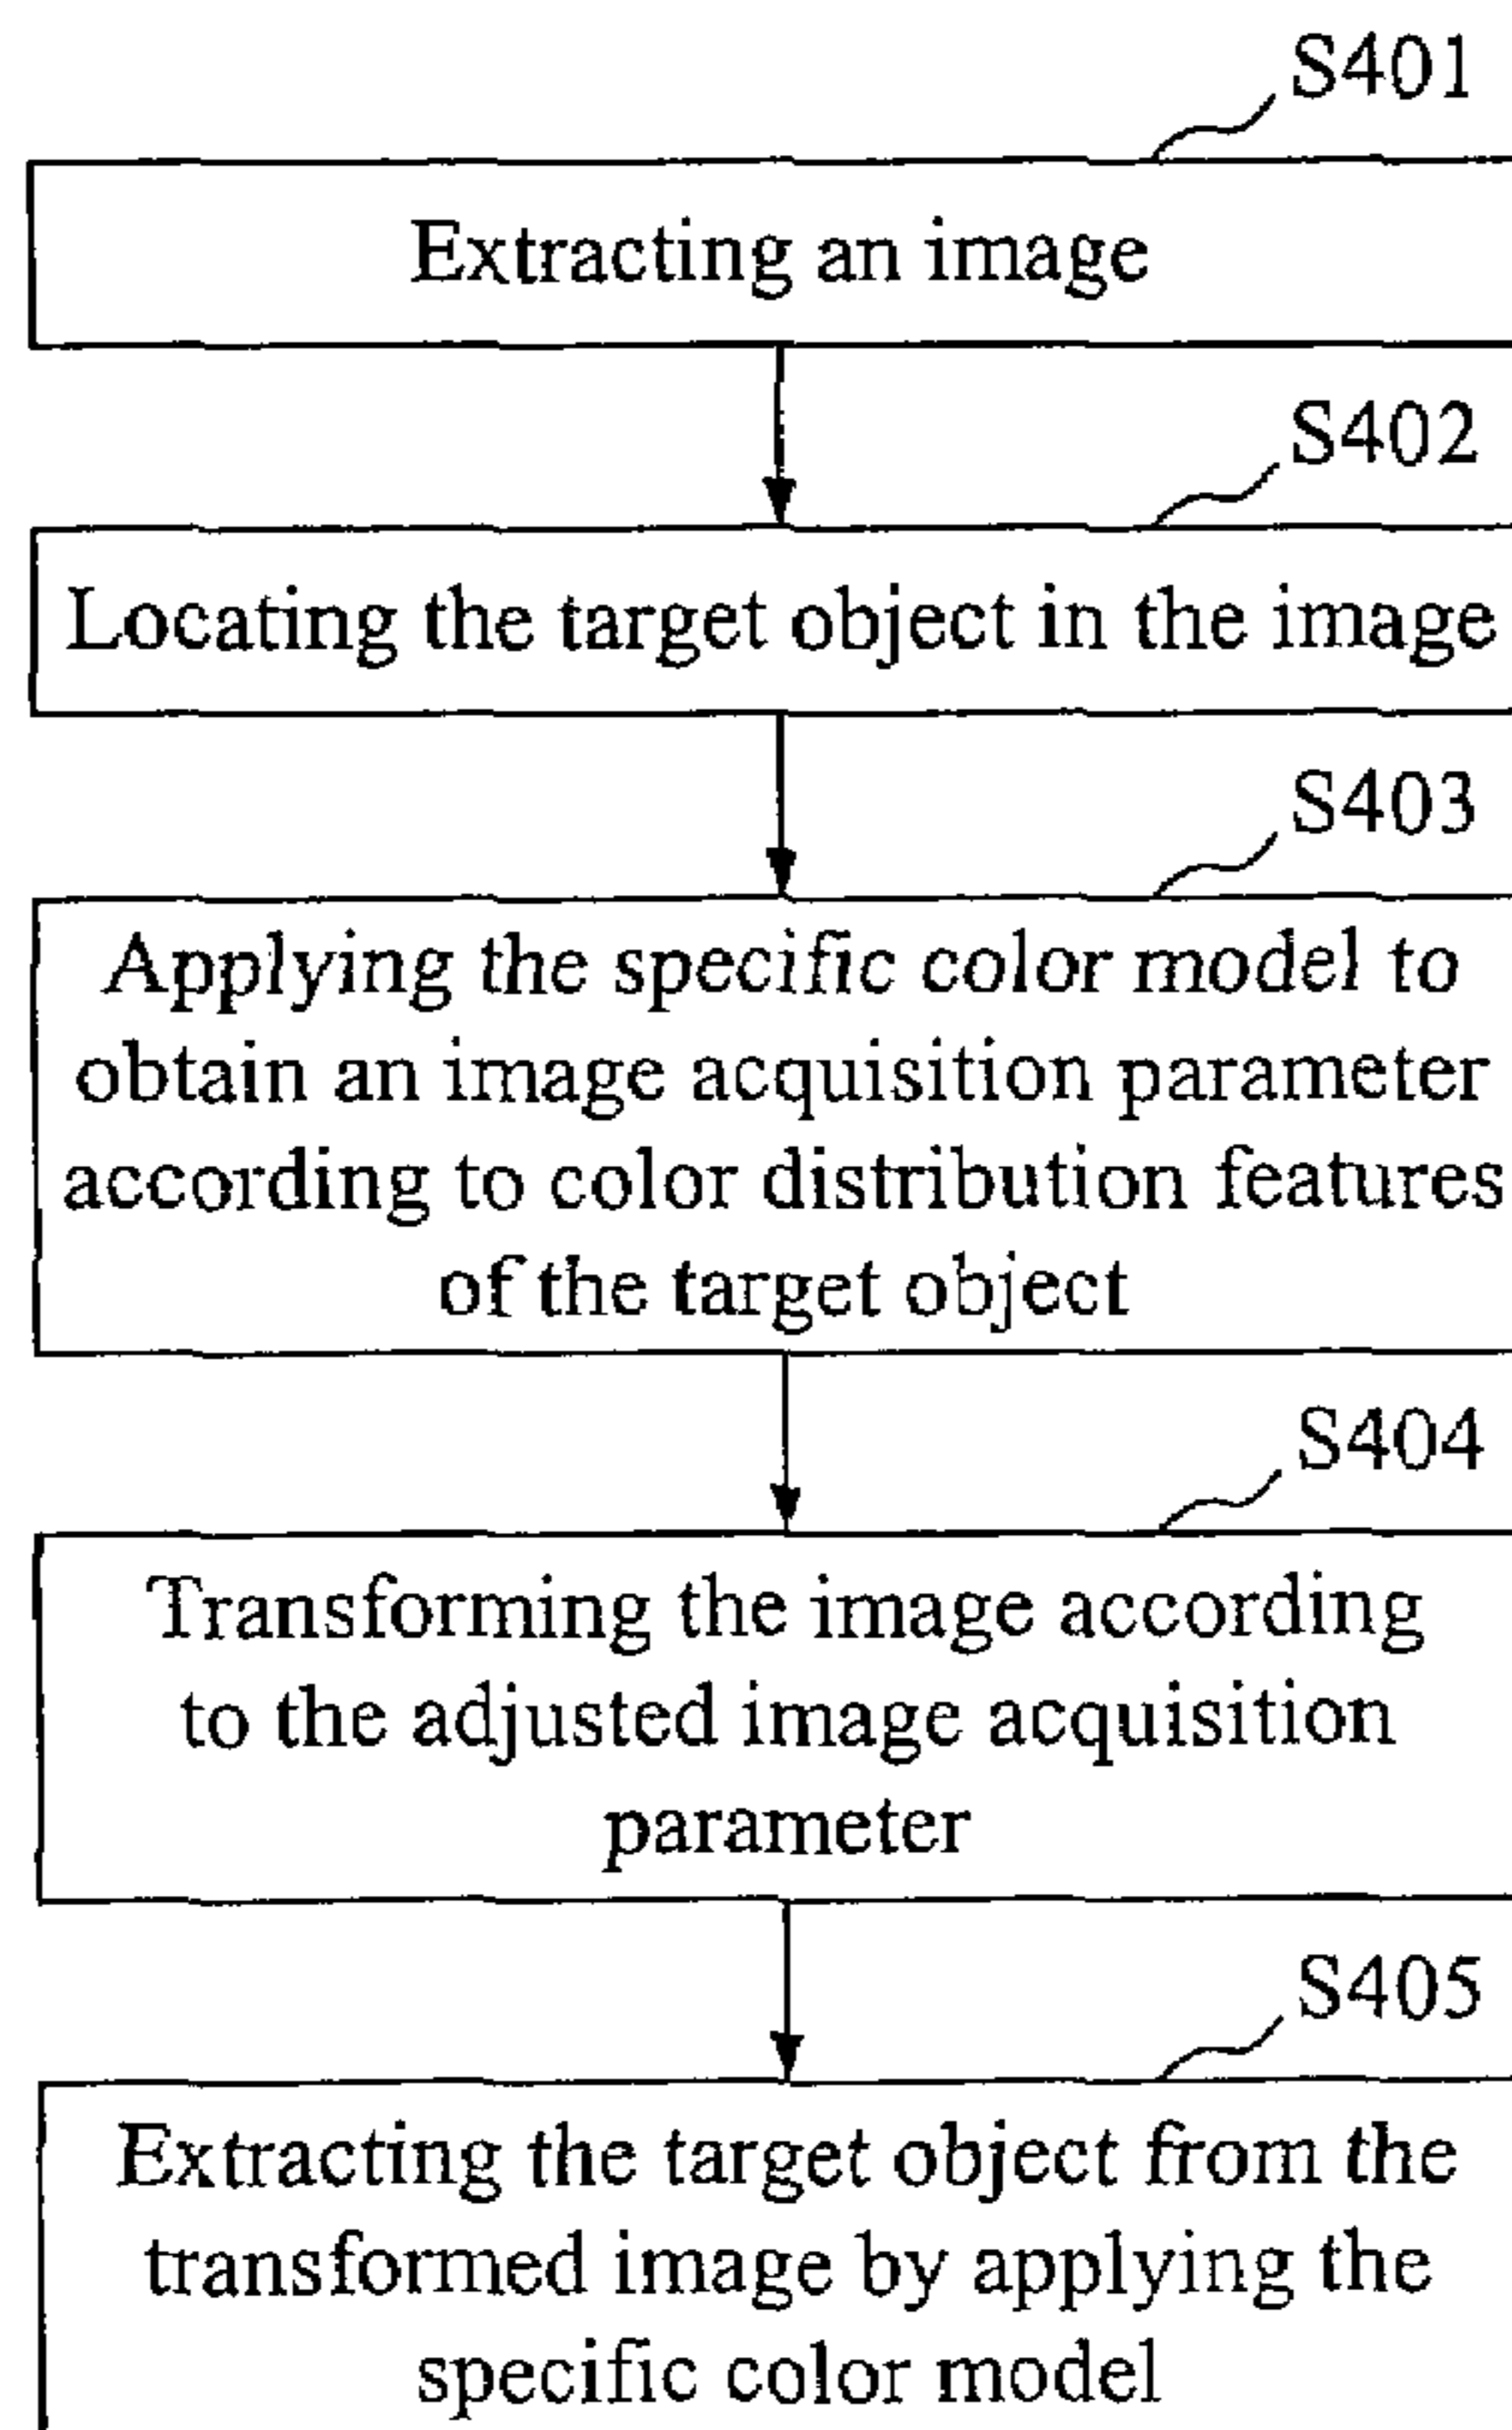 S401
Extracting an image
S402
Locating the target object in the image
S403
Applying the specific color model to
obtain an image acquisition parameter
according to color distribution features
of the target object
S404
Transforming the image according
to the adjusted image acquisition
parameter
S405
Extracting the target object from the
transformed image by applying the
specific color model